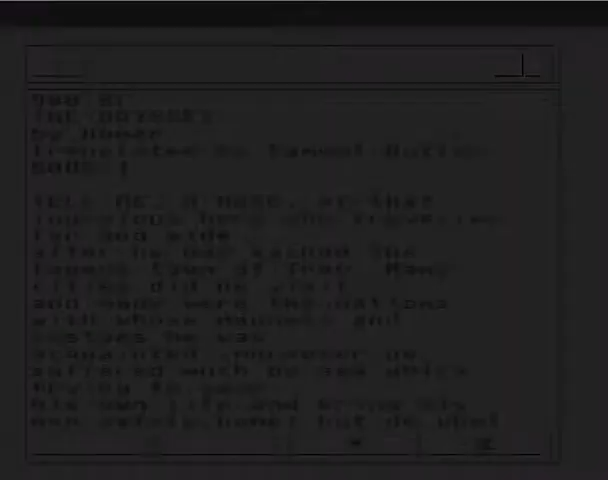 THE ODYSSEY
by Homer
translated by Samuel Butler
BOOK I
TELL ME, O MUSE, of that
ingenious hero who travelled
far and wide
after he had sacked the
famous town of Troy. Many
cities did he visit,
and many were the nations
with whose manners and
customs he was
acquainted; moreover he
suffered much by sea while
trying to save
his own life and bring his
men safely home; but do what